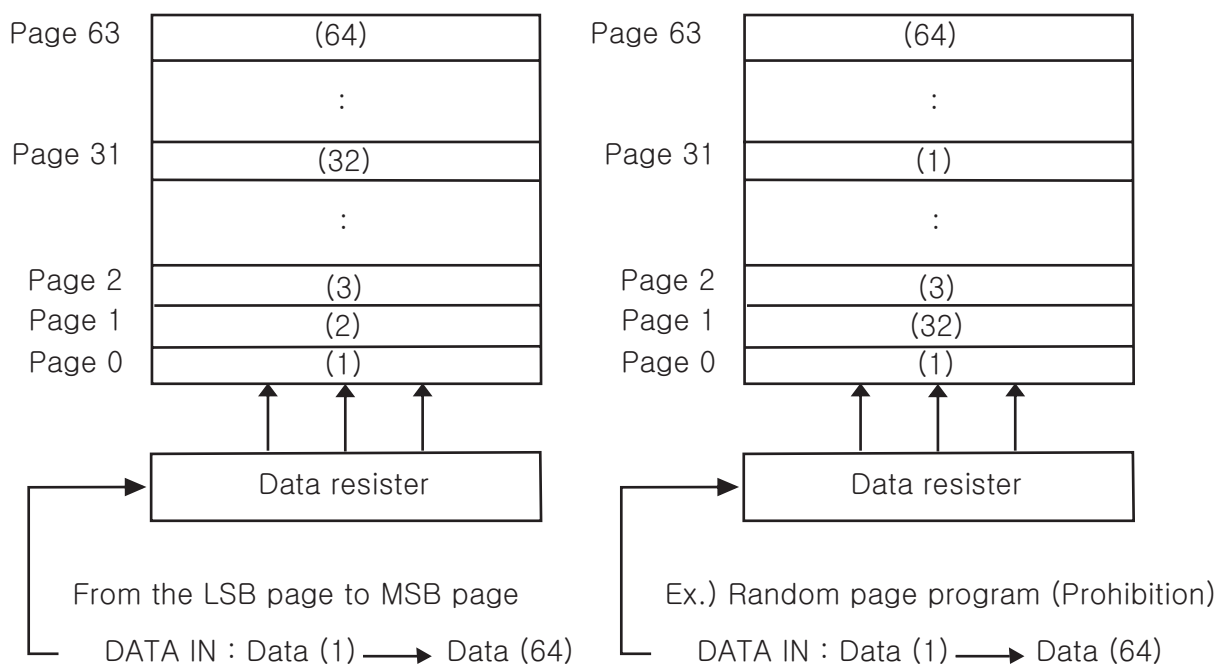 Page 63 (64)
:
Page 31 (32)
:
Page 2 (3)
Page 1 (2)
Page 0 (1)
Data resister
From the LSB page to MSB page
DATA IN : Data (1) Data (64)
Page 63 (64)
:
Page 31 (1)
:
Page 2 (3)
Page 1 (32)
Page 0 (1)
Data resister
Ex.) Random page program (Prohibition)
DATA IN : Data (1) Data (64)